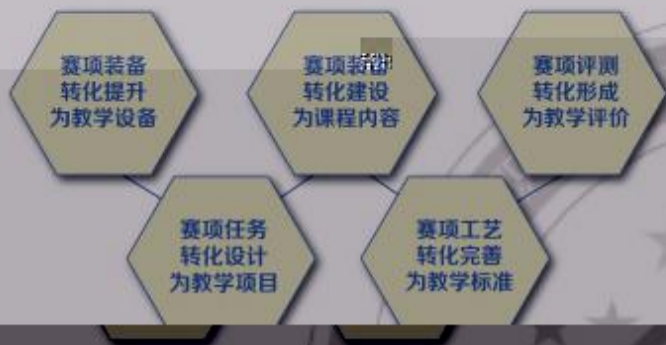 赛项装备
转化提升
为教学设备
赛项
转化建设
为课程内容
赛项评测
转化形成
为教学评价
赛项任务
转化设计
为教学项目
赛项工艺
转化完善
为教学标准